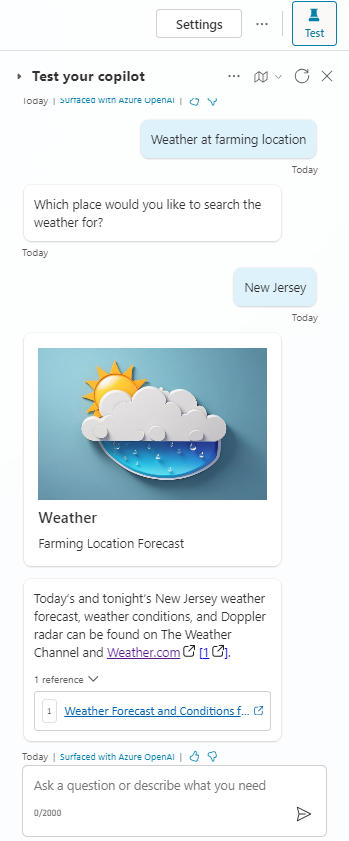 Settings
...
Test
Test your copilot
...
Today | Surfaced with Azure OpenAI |
Weather at farming location
Today
Which place would you like to search the
weather for?
Today
New Jersey
Today
Weather
Farming Location Forecast
Today's and tonight's New Jersey weather
forecast, weather conditions, and Doppler
radar can be found on The Weather
Channel and Weather.com [1].
1 reference
1 Weather Forecast and Conditions f...
Today | Surfaced with Azure OpenAI |
Ask a question or describe what you need
0/2000